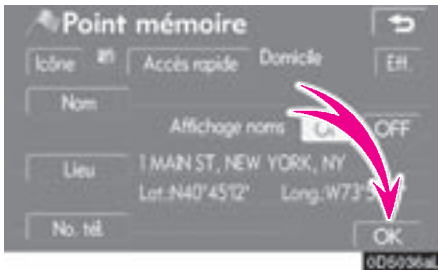 Point mémoire
Icône Accès rapide Domicile Eff.
Nom
Affichage noms OFF
Lieu 1 MAIN ST, NEW YORK, NY
Lat.:N40°45'12" Long.:W73°
No. tél. OK
0D5036aL